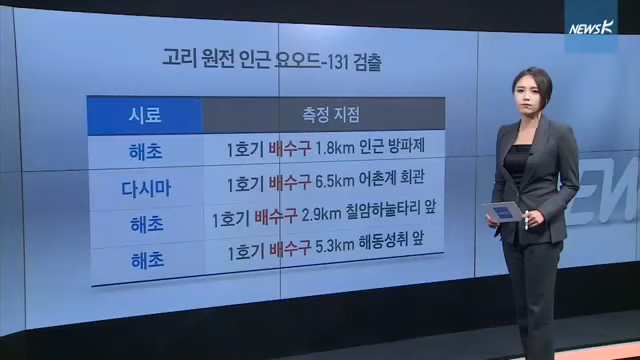 NEWSK
고리 원전 인근 요오드-131 검출
시료 측정 지점
해초 1호기 배수구 1.8km 인근 방파제
다시마 1호기 배수구 6.5km 어촌계 회관
해초 1호기 배수구 2.9km 칠암하늘타리 앞
해초 1호기 배수구 5.3km 해동성취 앞
EW